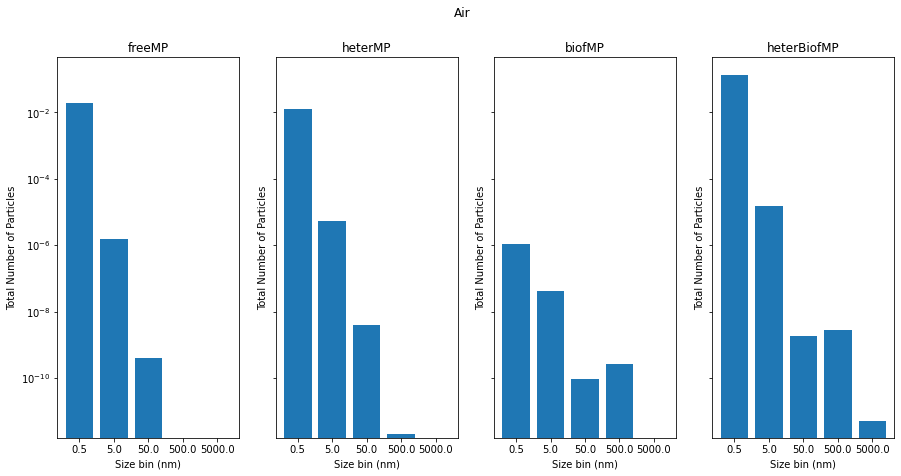 Air
freeMP
heterMP
biofMP
heterBiofMP
Total Number of Particles
Total Number of Particles
Total Number of Particles
Total Number of Particles
10⁻²
10⁻⁴
10⁻⁶
10⁻⁸
10⁻¹⁰
0.5 5.0 50.0 500.0 5000.0
0.5 5.0 50.0 500.0 5000.0
0.5 5.0 50.0 500.0 5000.0
0.5 5.0 50.0 500.0 5000.0
Size bin (nm)
Size bin (nm)
Size bin (nm)
Size bin (nm)